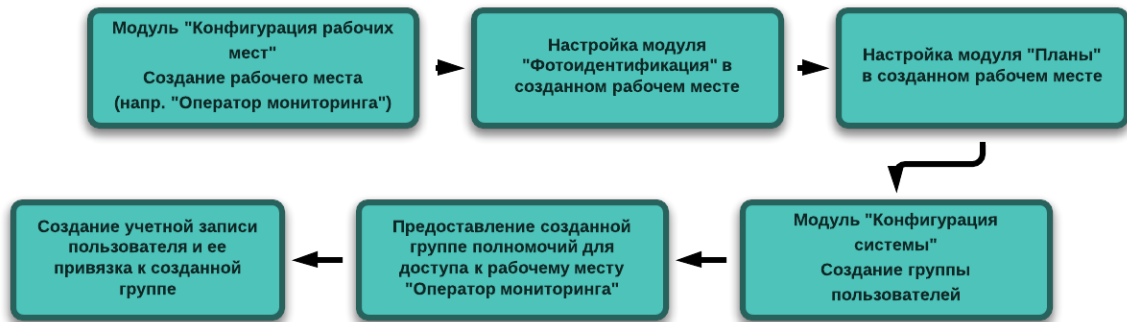 Модуль "Конфигурация рабочих
мест"
Создание рабочего места
(напр. "Оператор мониторинга")
Настройка модуля
"Фотоидентификация" в
созданном рабочем месте
Настройка модуля "Планы"
в созданном рабочем месте
Модуль "Конфигурация
системы"
Создание группы
пользователей
Предоставление созданной
группе полномочий для
доступа к рабочему месту
"Оператор мониторинга"
Создание учетной записи
пользователя и ее
привязка к созданной
группе